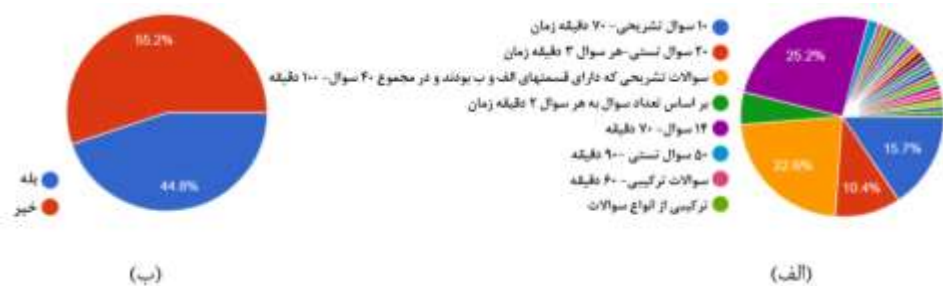 ۱۰ سوال تشریحی- ۷۰ دقیقه زمان
۲۰ سوال تستی-هر سوال ۳ دقیقه زمان
سوالات تشریحی که دارای قسمتهای الف و ب بودند و در مجموع ۴۰ سوال- ۱۰۰ دقیقه
بر اساس تعداد سوال به هر سوال ۲ دقیقه زمان
۱۴ سوال- ۷۰ دقیقه
۵۰ سوال تستی -۹۰ دقیقه
سوالات ترکیبی- ۶۰ دقیقه
ترکیبی از انواع سوالات
25.2%
15.7%
10.4%
(الف)
55.2%
44.8%
بله
خیر
(ب)